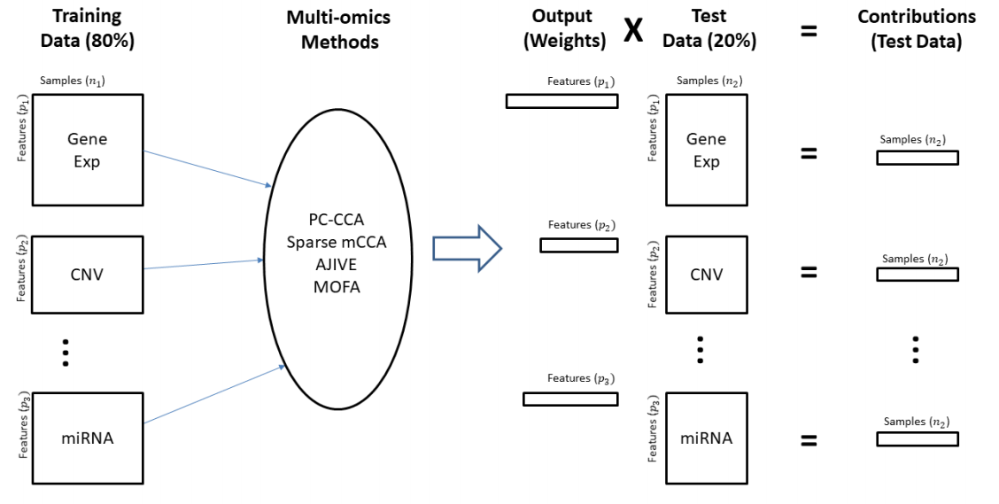 Training
Data (80%)
Multi-omics
Methods
Output
(Weights)
X
Test
Data (20%)
=
Contributions
(Test Data)
Samples (n₁)
Features (p₁)
Gene
Exp
Features (p₂)
CNV
⋮
Features (p₃)
miRNA
PC-CCA
Sparse mCCA
AJIVE
MOFA
Features (p₁)
Features (p₂)
Features (p₃)
Samples (n₂)
Features (p₁)
Gene
Exp
=
Samples (n₂)
Features (p₂)
CNV
=
Samples (n₂)
⋮
⋮
Features (p₃)
miRNA
=
Samples (n₂)